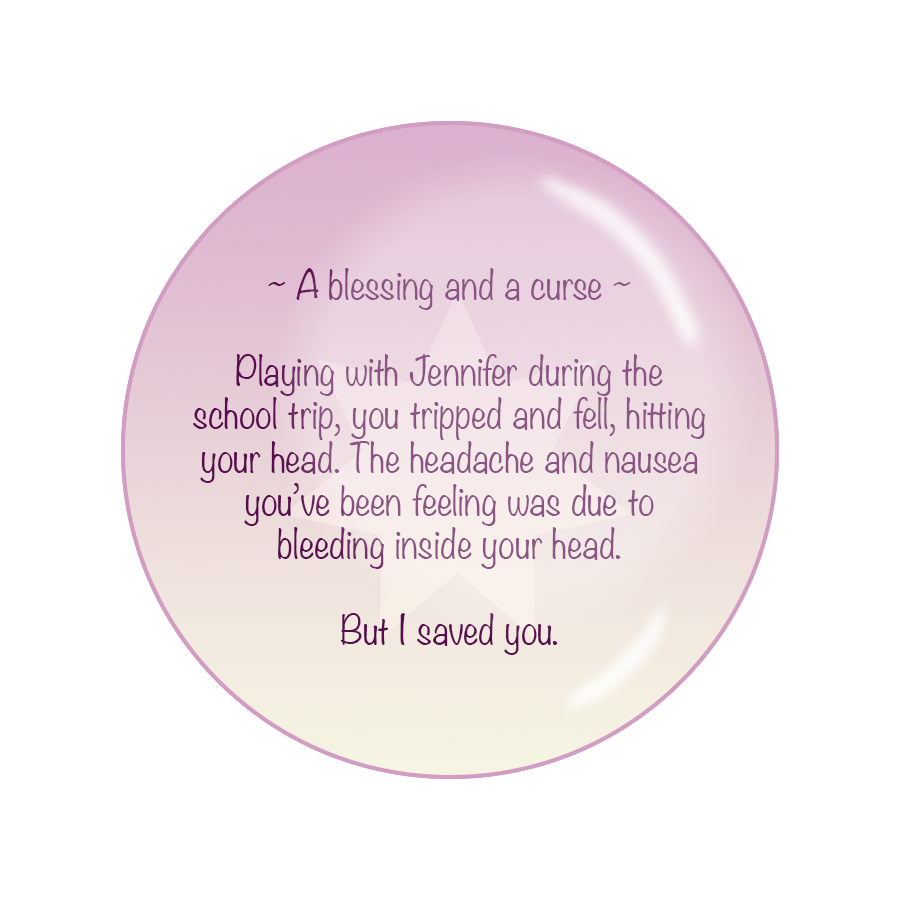 ~ A blessing and a curse ~
Playing with Jennifer during the
school trip, you tripped and fell, hitting
your head. The headache and nausea
you’ve been feeling was due to
bleeding inside your head.
But I saved you.